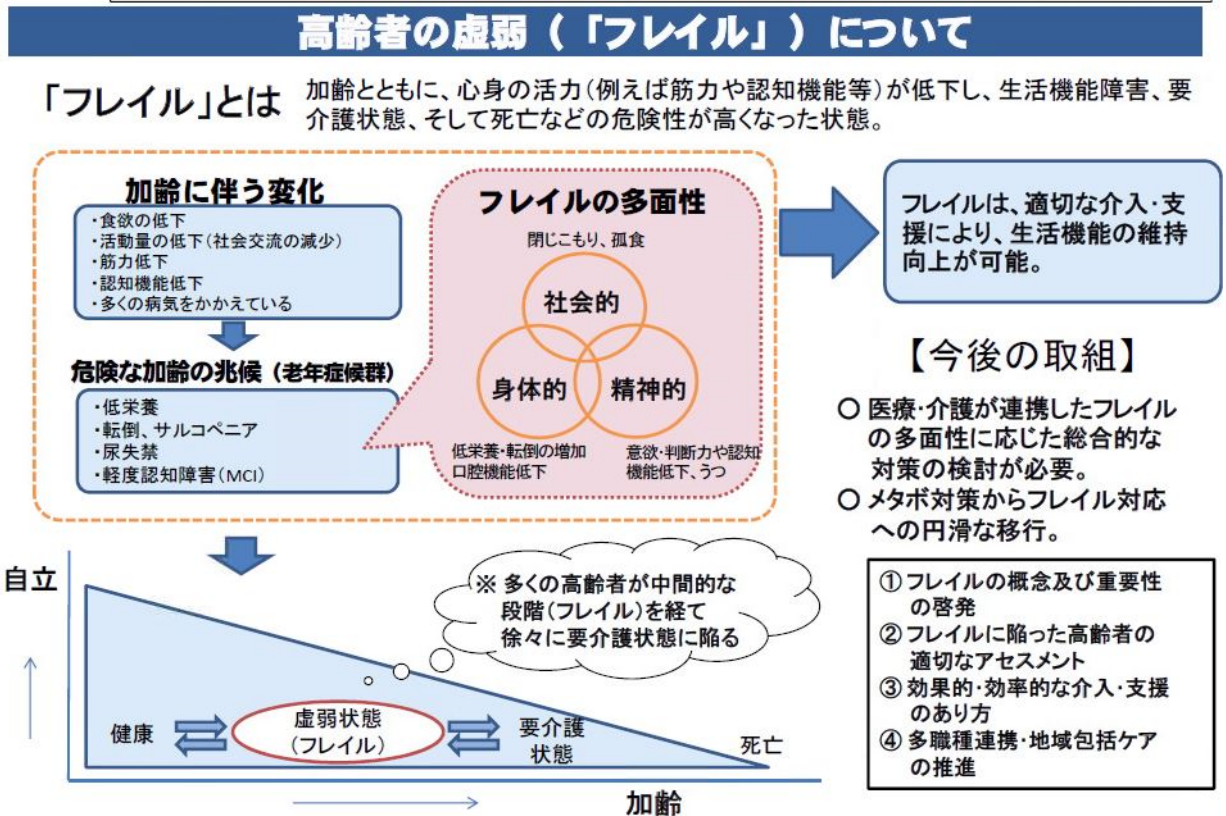 高齢者の虚弱（「フレイル」）について
「フレイル」とは
加齢とともに、心身の活力（例えば筋力や認知機能等）が低下し、生活機能障害、要
介護状態、そして死亡などの危険性が高くなった状態。
加齢に伴う変化
・食欲の低下
・活動量の低下（社会交流の減少）
・筋力低下
・認知機能低下
・多くの病気をかかえている
危険な加齢の兆候（老年症候群）
・低栄養
・転倒、サルコペニア
・尿失禁
・軽度認知障害（MCI）
フレイルの多面性
閉じこもり、孤食
社会的
身体的
精神的
低栄養・転倒の増加
口腔機能低下
意欲・判断力や認知
機能低下、うつ
フレイルは、適切な介入・支
援により、生活機能の維持
向上が可能。
【今後の取組】
○ 医療・介護が連携したフレイル
の多面性に応じた総合的な
対策の検討が必要。
○ メタボ対策からフレイル対応
への円滑な移行。
① フレイルの概念及び重要性
の啓発
② フレイルに陥った高齢者の
適切なアセスメント
③ 効果的・効率的な介入・支援
のあり方
④ 多職種連携・地域包括ケア
の推進
自立
※ 多くの高齢者が中間的な
段階（フレイル）を経て
徐々に要介護状態に陥る
健康
虚弱状態
（フレイル）
要介護
状態
死亡
加齢